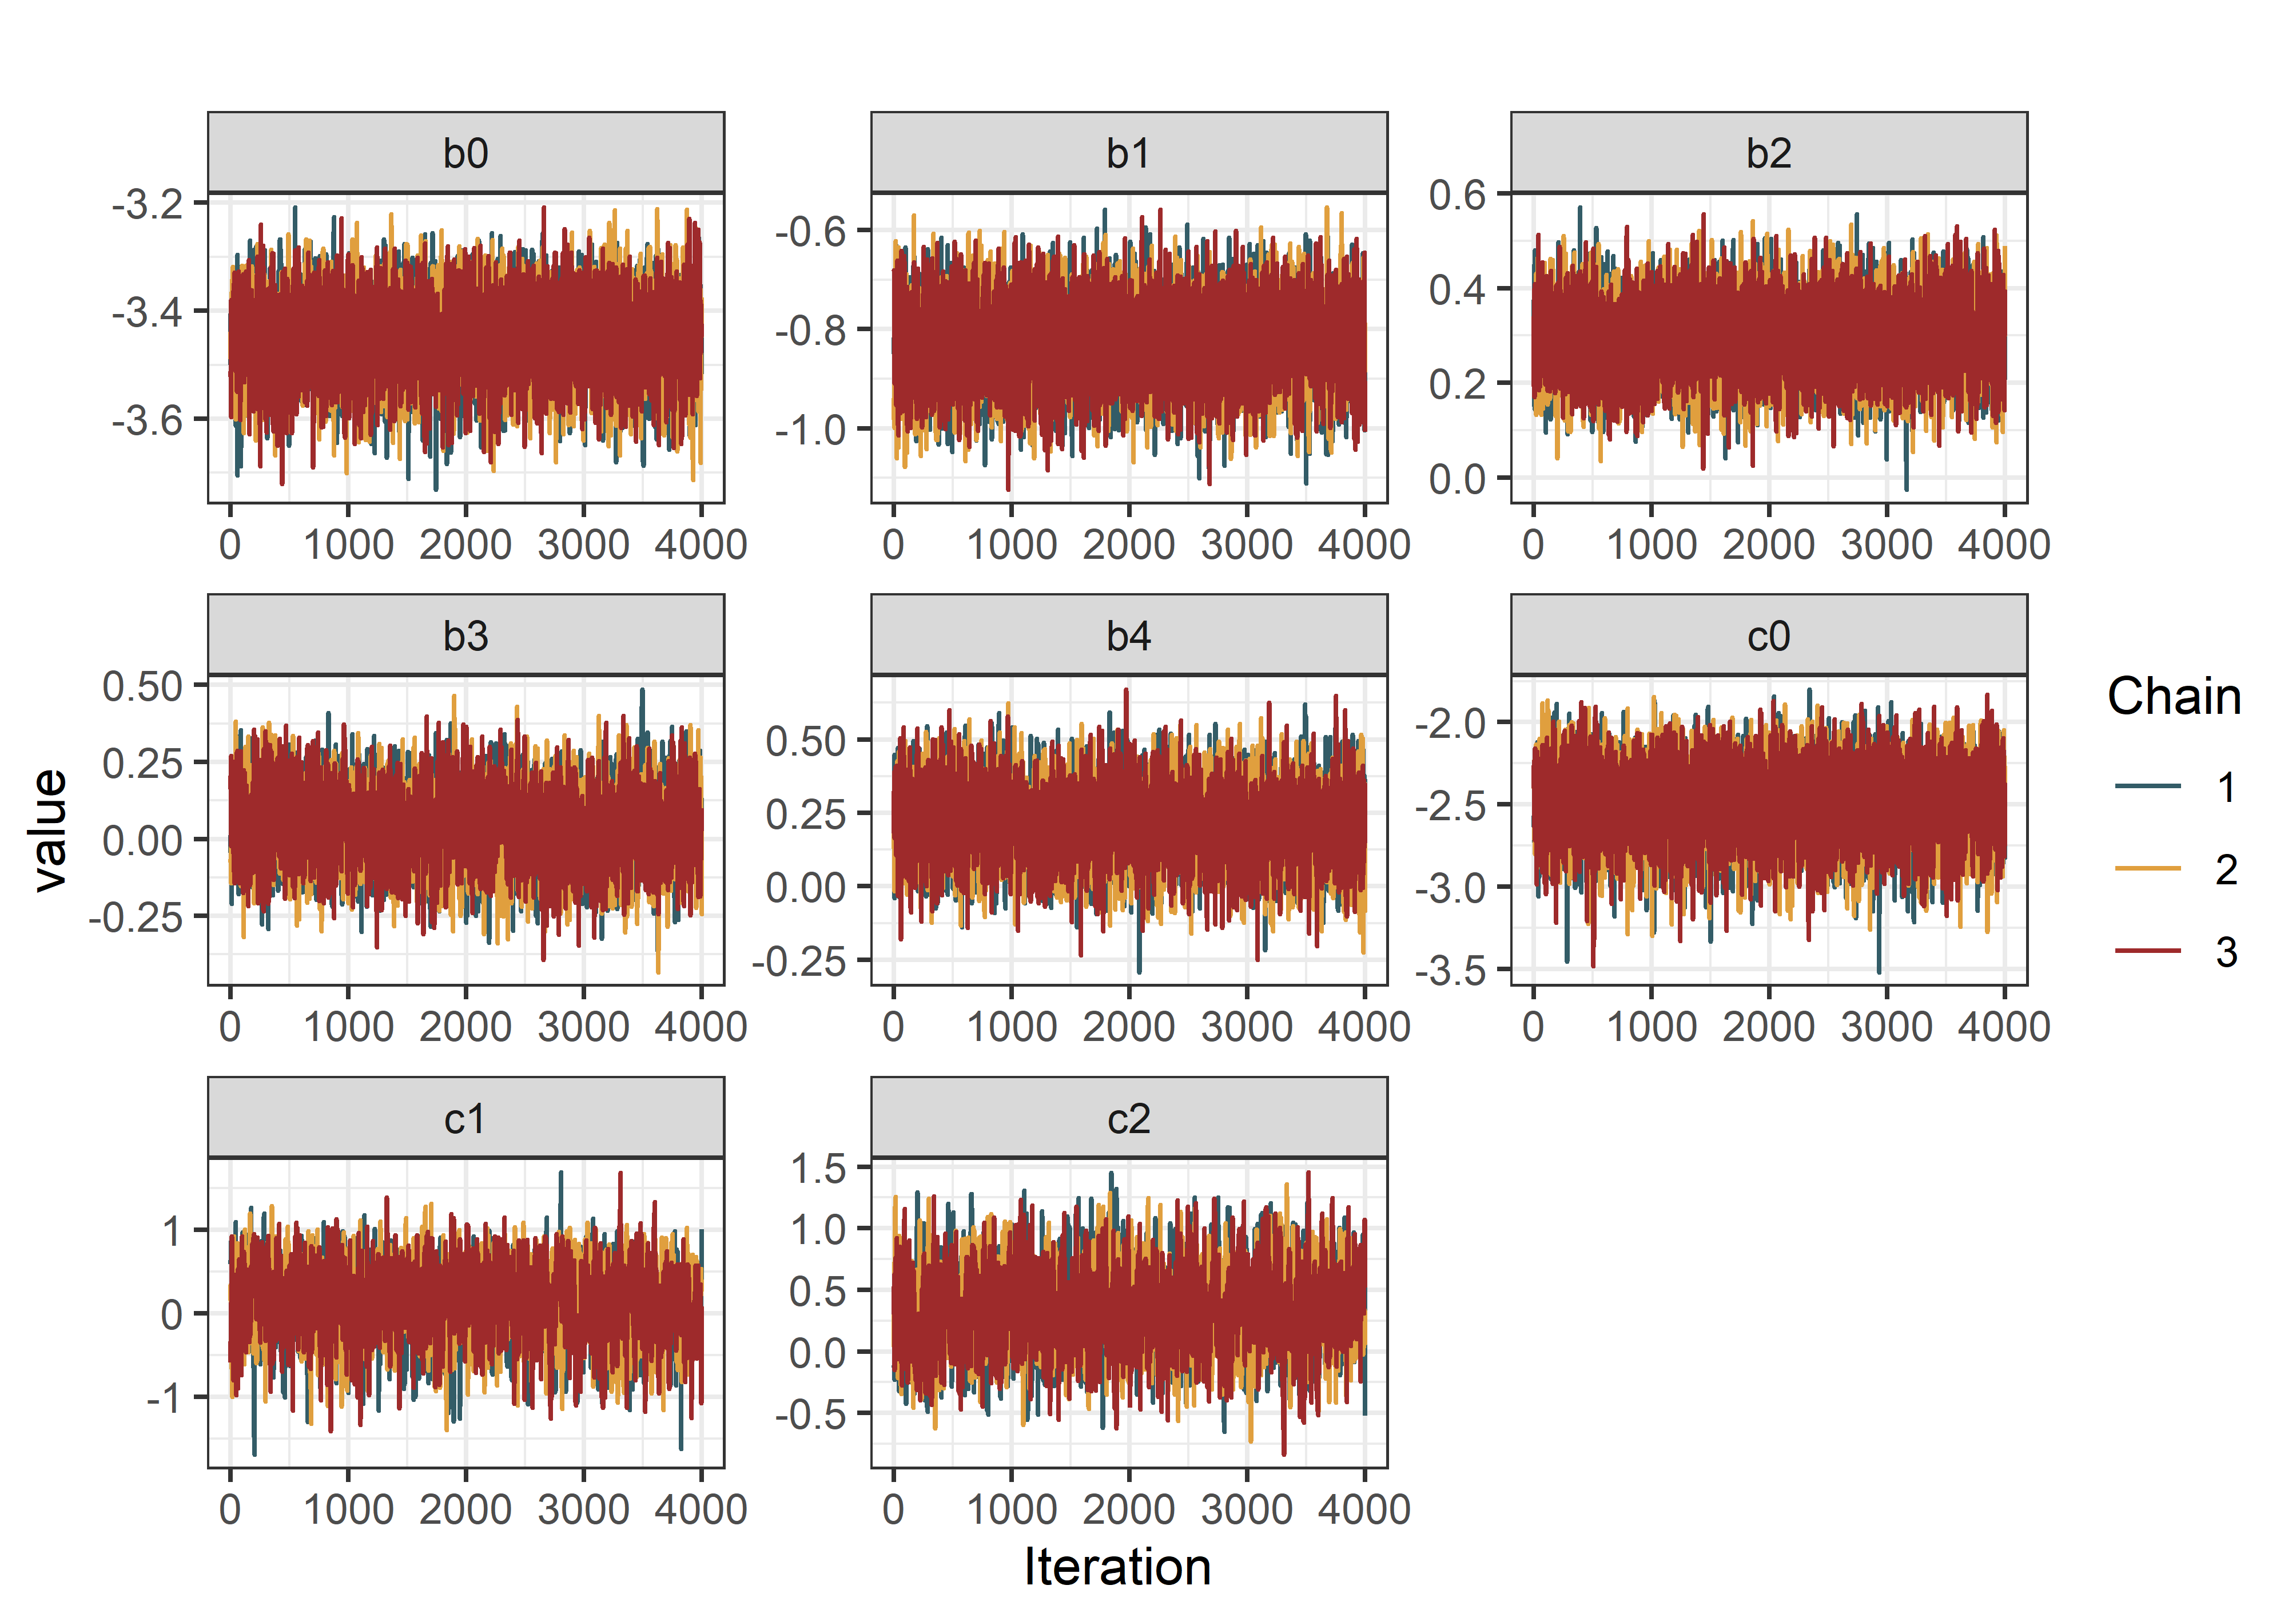 b0
b1
b2
-3.2
-3.4
-3.6
-0.6
-0.8
-1.0
0.6
0.4
0.2
0.0
0 1000 2000 3000 4000
0 1000 2000 3000 4000
0 1000 2000 3000 4000
b3
b4
c0
0.50
0.25
0.00
-0.25
0.50
0.25
0.00
-0.25
-2.0
-2.5
-3.0
-3.5
0 1000 2000 3000 4000
0 1000 2000 3000 4000
0 1000 2000 3000 4000
c1
c2
1
0
-1
1.5
1.0
0.5
0.0
-0.5
0 1000 2000 3000 4000
0 1000 2000 3000 4000
value
Iteration
Chain
1
2
3